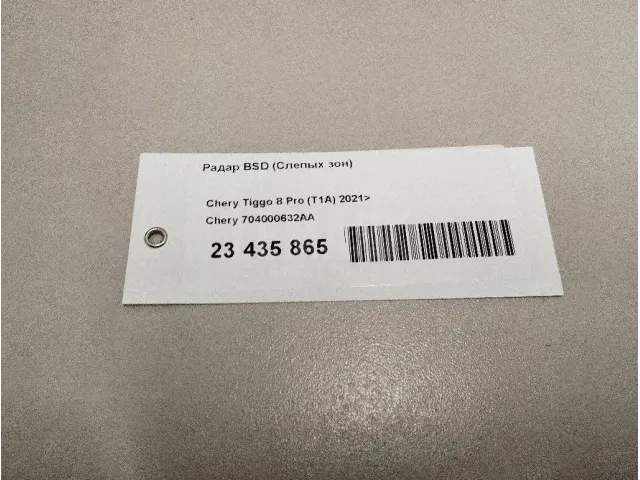 Радар BSD (Слепых зон)
Chery Tiggo 8 Pro (T1A) 2021>
Chery 704000632AA
23 435 865